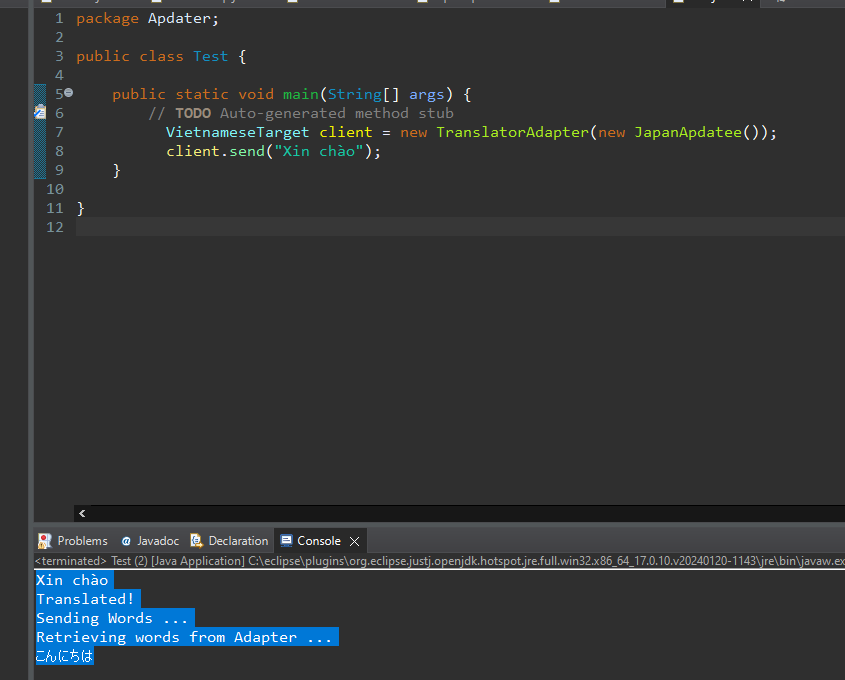 1 package Apdater;
2
3 public class Test {
4
5 public static void main(String[] args) {
6 // TODO Auto-generated method stub
7 VietnameseTarget client = new TranslatorAdapter(new JapanApdatee());
8 client.send("Xin chào");
9 }
10
11 }
12
Problems Javadoc Declaration Console
<terminated> Test (2) [Java Application] C:\eclipse\plugins\org.eclipse.justj.openjdk.hotspot.jre.full.win32.x86_64_17.0.10.v20240120-1143\jre\bin\javaw.ex
Xin chào
Translated!
Sending Words ...
Retrieving words from Adapter ...
こんにちは